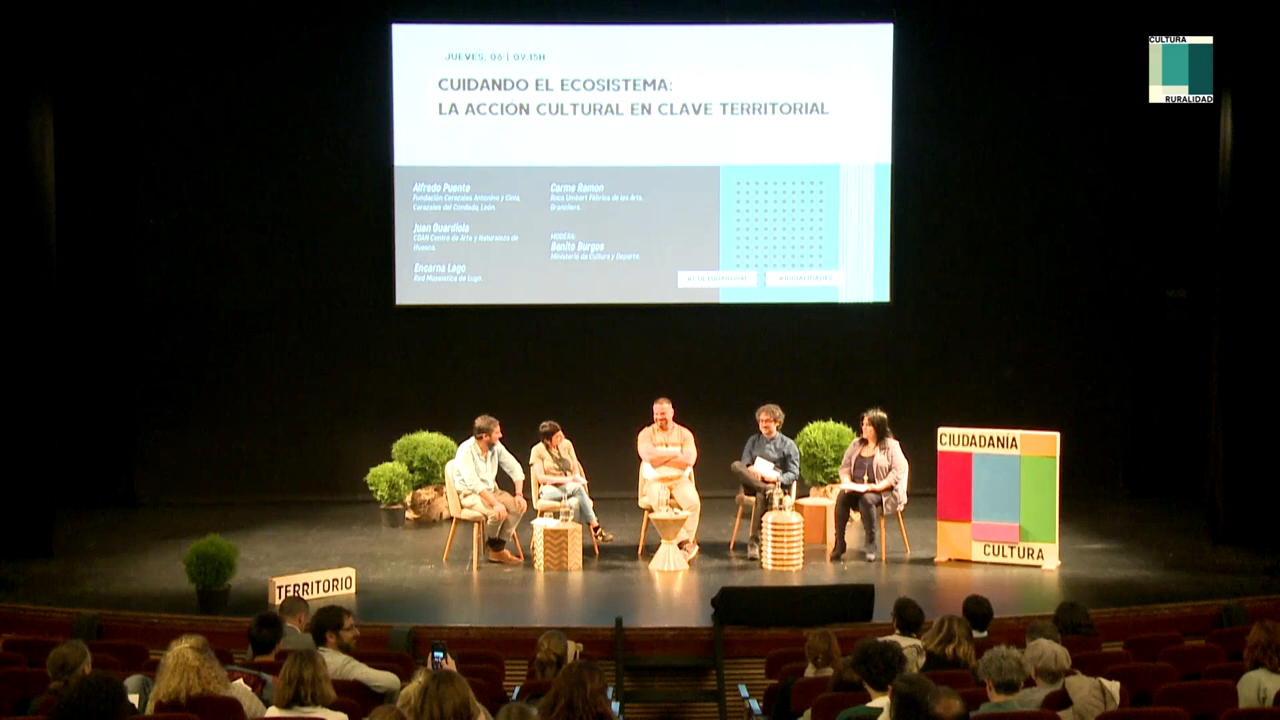 CULTURA
RURALIDAD
JUEVES, 06 | 09.15H
CUIDANDO EL ECOSISTEMA:
LA ACCIÓN CULTURAL EN CLAVE TERRITORIAL
Alfredo Puente
Fundación Cerezales Antonino y Cinia,
Cerezales del Condado, León.
Juan Guardiola
CDAN Centro de Arte y Naturaleza de
Huesca.
Encarna Lago
Red Museística de Lugo.
Carme Ramon
Roca Umbert Fàbrica de les Arts,
Granollers.
MODERA:
Benito Burgos
Ministerio de Cultura y Deporte.
CIUDADANÍA
CULTURA
TERRITORIO